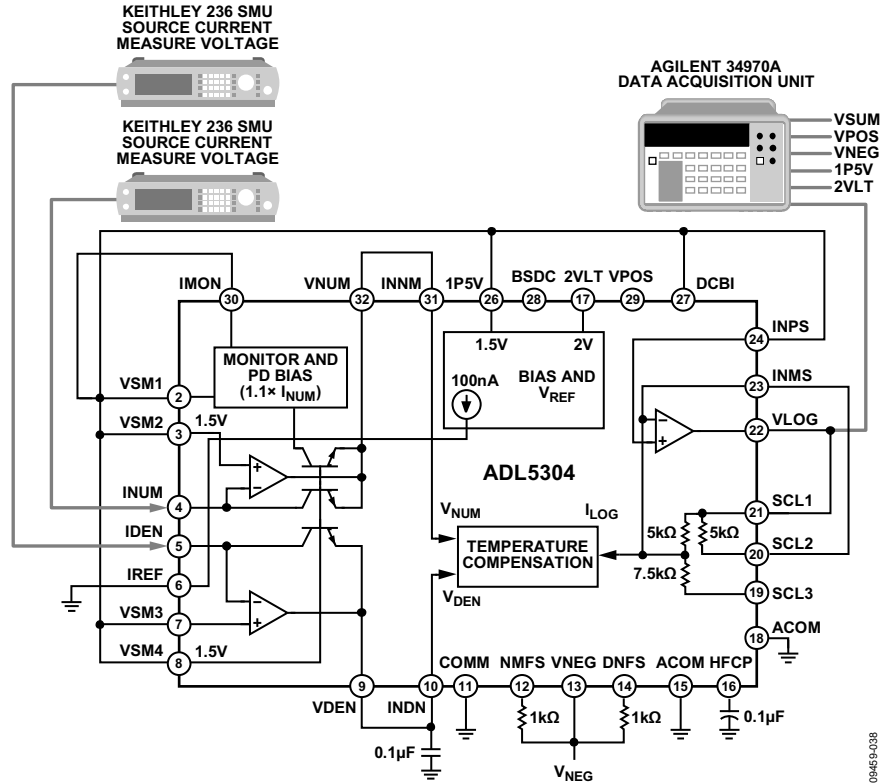 KEITHLEY 236 SMU
SOURCE CURRENT
MEASURE VOLTAGE
KEITHLEY 236 SMU
SOURCE CURRENT
MEASURE VOLTAGE
AGILENT 34970A
DATA ACQUISITION UNIT
VSUM
VPOS
VNEG
1P5V
2VLT
IMON
30
VNUM
32
INNM
31
1P5V
26
BSDC
28
2VLT
17
VPOS
29
DCBI
27
INPS
24
INMS
23
VLOG
22
SCL1
21
SCL2
20
SCL3
19
ACOM
18
VSM1
2
VSM2
3
1.5V
INUM
4
IDEN
5
IREF
6
VSM3
7
VSM4
8
1.5V
MONITOR AND
PD BIAS
(1.1× INUM)
1.5V
2V
100nA
BIAS AND
VREF
ADL5304
VNUM
ILOG
TEMPERATURE
COMPENSATION
VDEN
5kΩ
5kΩ
7.5kΩ
+
−
−
+
−
+
VDEN
9
INDN
10
COMM
11
NMFS
12
VNEG
13
DNFS
14
ACOM
15
HFCP
16
0.1µF
1kΩ
1kΩ
0.1µF
VNEG
09459-038